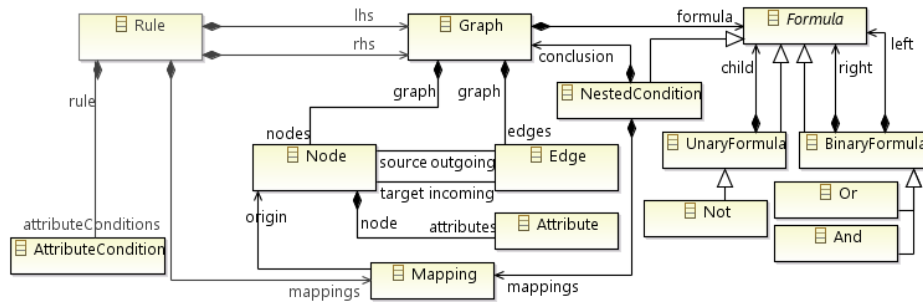 lhs
Rule
Graph
formula
Formula
rhs
conclusion
left
child
right
rule
graph
graph
NestedCondition
nodes
edges
UnaryFormula
BinaryFormula
Node
source outgoing
Edge
target incoming
Or
origin
node
Not
attributeConditions
attributes
Attribute
And
AttributeCondition
Mapping
mappings
mappings